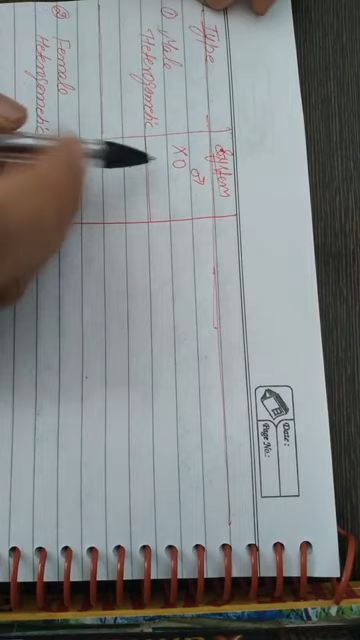 Type
System
① Male
Heterogametic
XO
② Female
Heterogametic
Date :
Page No. :